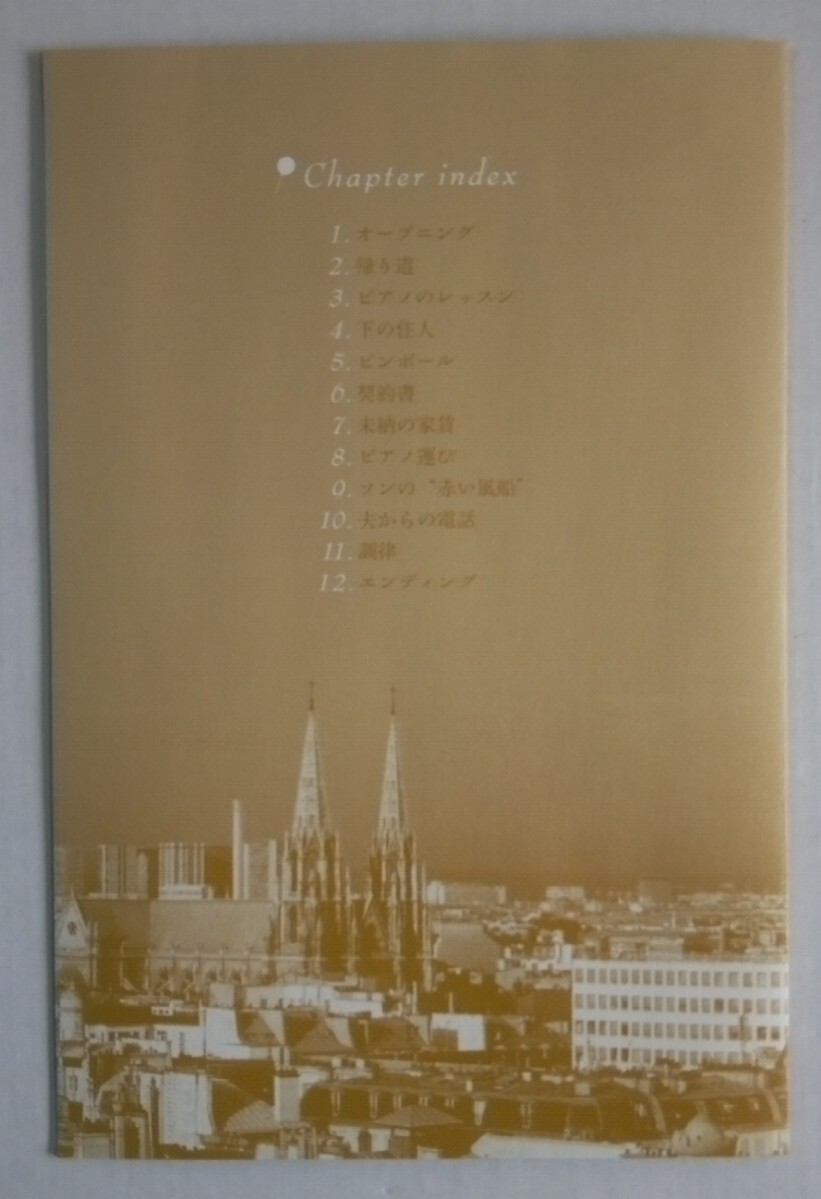 Chapter index
1. オープニング
2. 帰り道
3. ピアノのレッスン
4. 下の住人
5. ピンボール
6. 契約書
7. 未納の家賃
8. ピアノ運び
9. ソンの“赤い風船”
10. 夫からの電話
11. 調律
12. エンディング